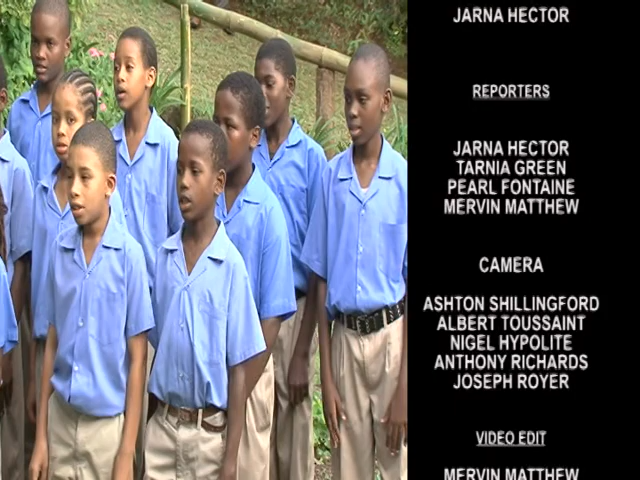 JARNA HECTOR
REPORTERS
JARNA HECTOR
TARNIA GREEN
PEARL FONTAINE
MERVIN MATTHEW
CAMERA
ASHTON SHILLINGFORD
ALBERT TOUSSAINT
NIGEL HYPOLITE
ANTHONY RICHARDS
JOSEPH ROYER
VIDEO EDIT
MERVIN MATTHEW